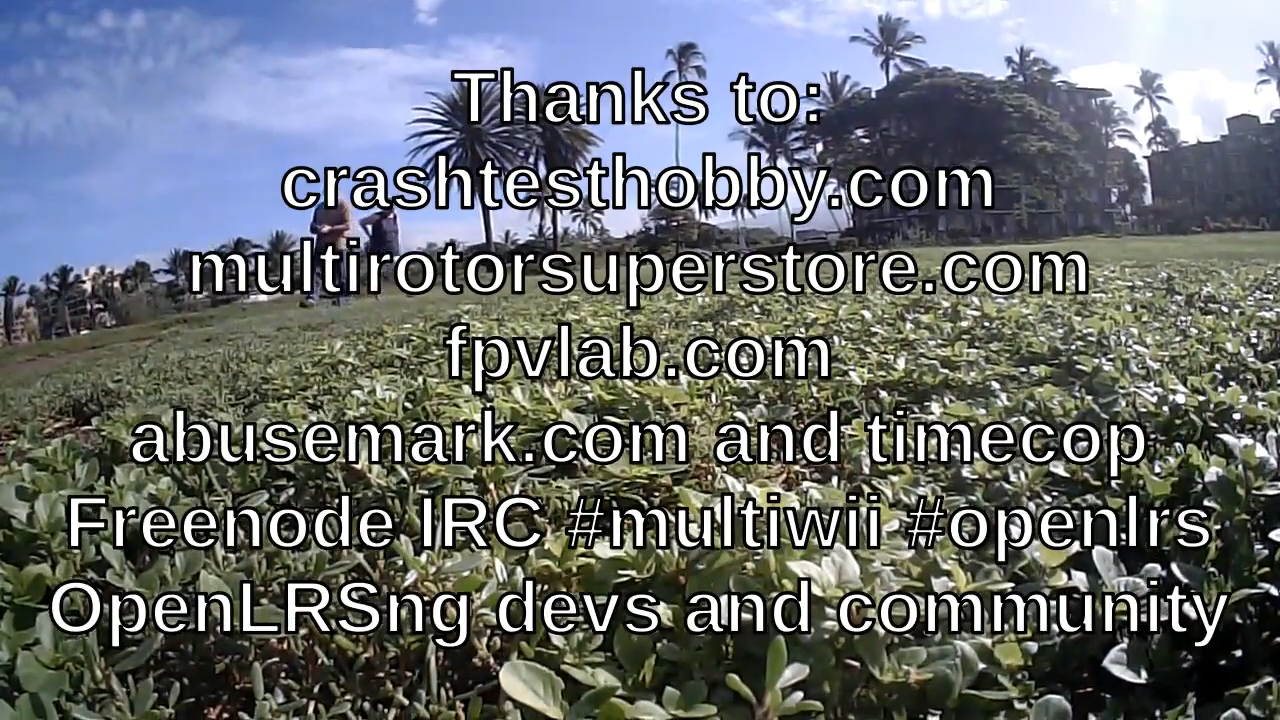 Thanks to:
crashtesthobby.com
multirotorsuperstore.com
fpvlab.com
abusemark.com and timecop
Freenode IRC #multiwii #openlrs
OpenLRSng devs and community